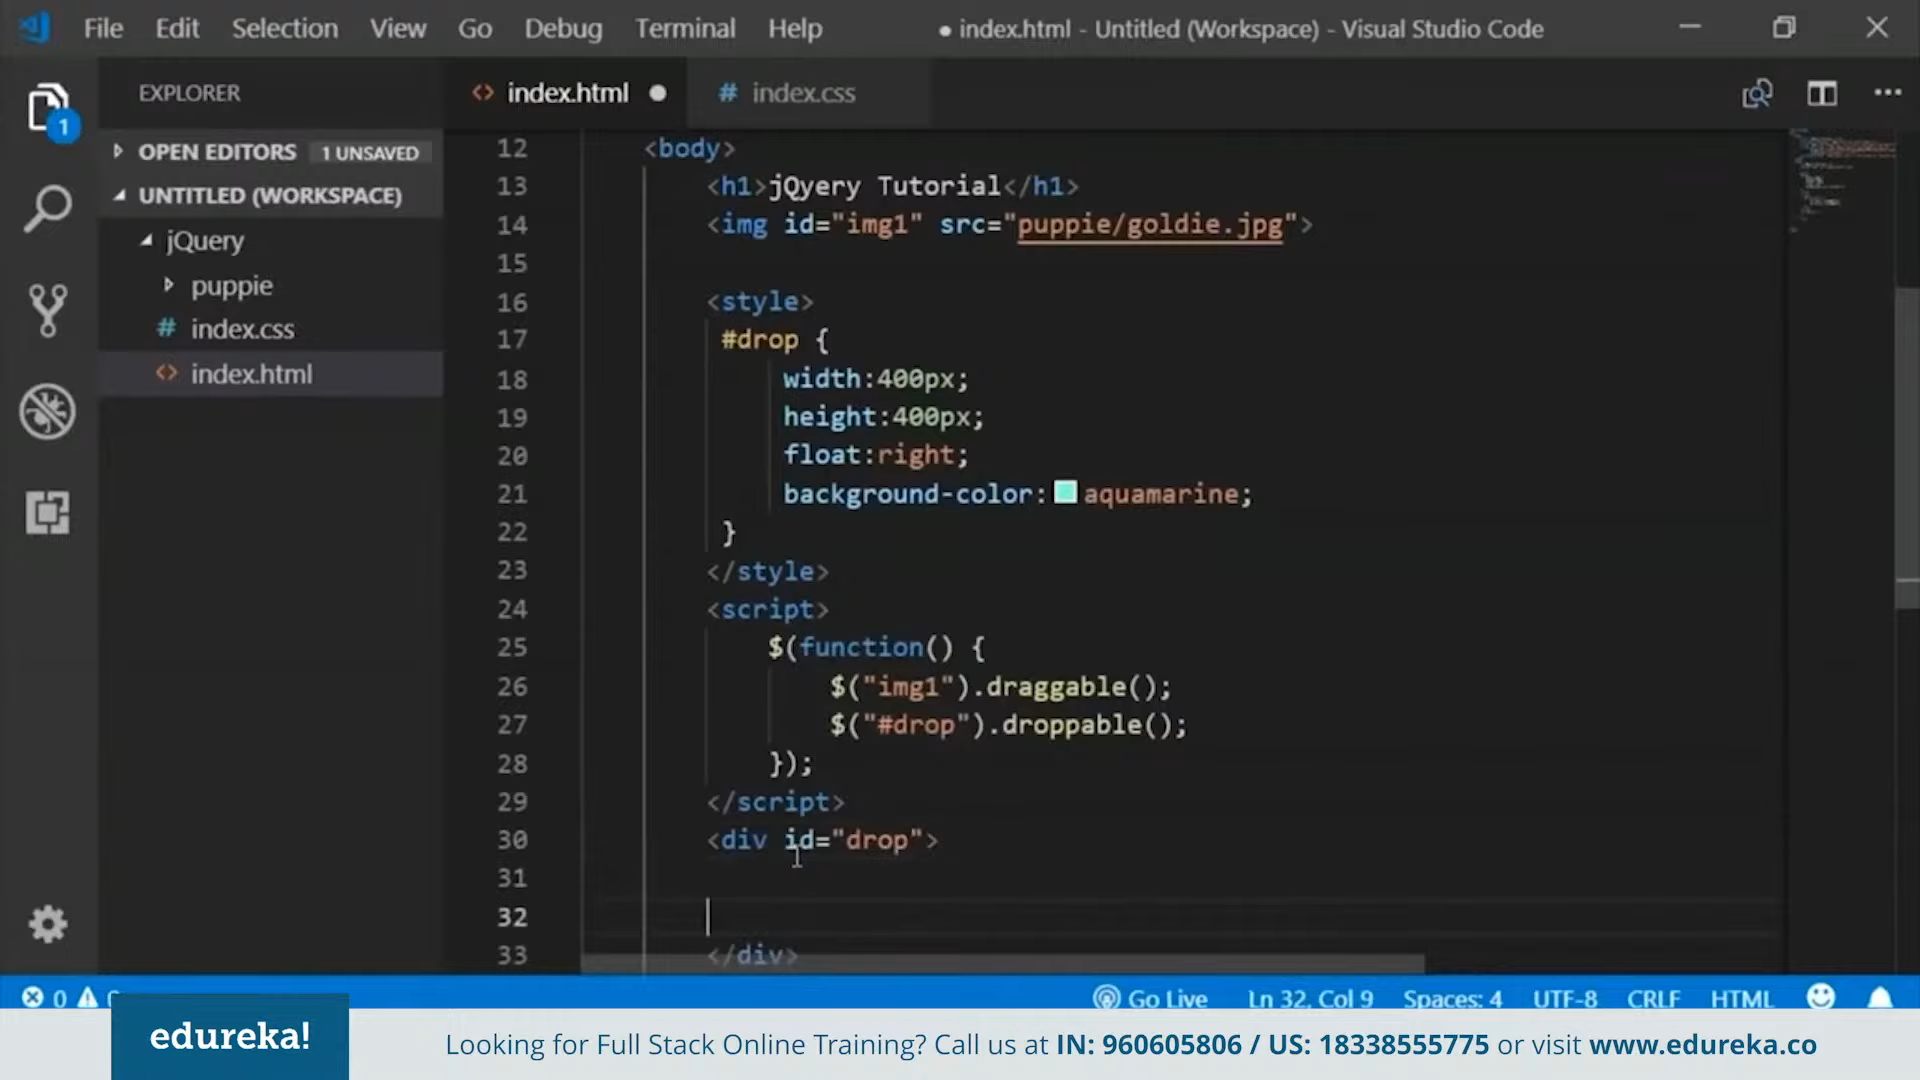 File Edit Selection View Go Debug Terminal Help
● index.html - Untitled (Workspace) - Visual Studio Code
EXPLORER
index.html
# index.css
OPEN EDITORS 1 UNSAVED
UNTITLED (WORKSPACE)
jQuery
puppie
# index.css
index.html
1
12 <body>
13 <h1>jQyery Tutorial</h1>
14 <img id="img1" src="puppie/goldie.jpg">
15
16 <style>
17 #drop {
18 width:400px;
19 height:400px;
20 float:right;
21 background-color: aquamarine;
22 }
23 </style>
24 <script>
25 $(function() {
26 $("img1").draggable();
27 $("#drop").droppable();
28 });
29 </script>
30 <div id="drop">
31
32
33 </div>
0
Go Live Ln 32, Col 9 Spaces: 4 UTF-8 CRLF HTML
edureka!
Looking for Full Stack Online Training? Call us at IN: 960605806 / US: 18338555775 or visit www.edureka.co